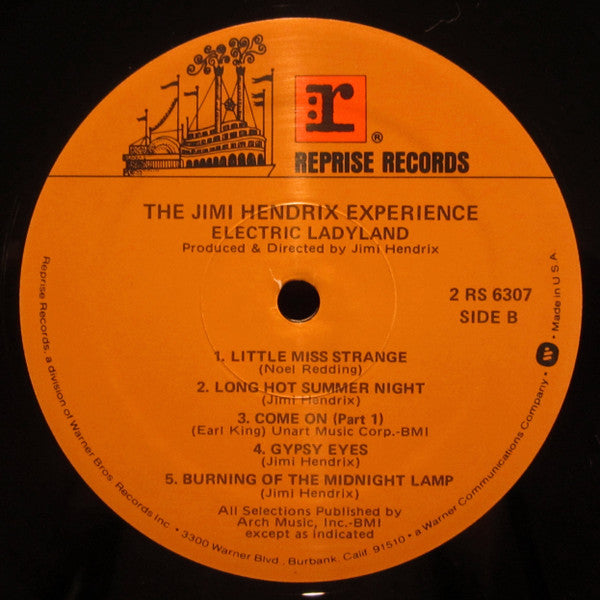 r
®
REPRISE RECORDS
THE JIMI HENDRIX EXPERIENCE
ELECTRIC LADYLAND
Produced & Directed by Jimi Hendrix
2 RS 6307
SIDE B
1. LITTLE MISS STRANGE
(Noel Redding)
2. LONG HOT SUMMER NIGHT
(Jimi Hendrix)
3. COME ON (Part 1)
(Earl King) Unart Music Corp.-BMI
4. GYPSY EYES
(Jimi Hendrix)
5. BURNING OF THE MIDNIGHT LAMP
(Jimi Hendrix)
All Selections Published by
Arch Music, Inc.-BMI
except as indicated
Reprise Records, a division of Warner Bros. Records Inc. • 3300 Warner Blvd., Burbank, Calif. 91510 • a Warner Communications Company • Made in U.S.A.